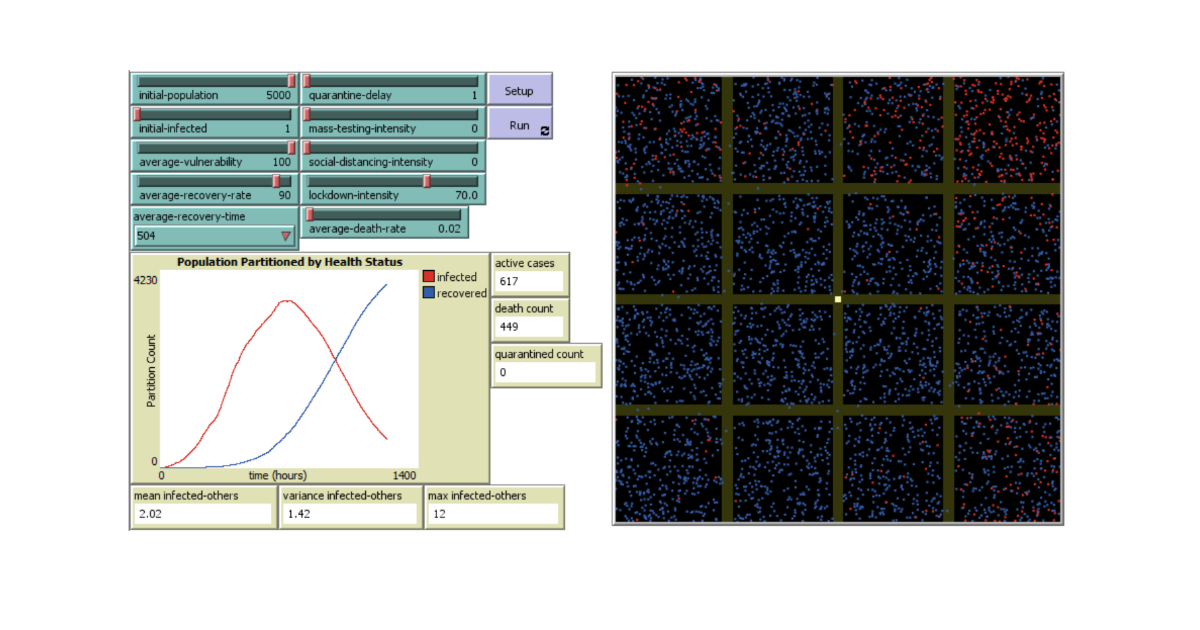 initial-population 5000
quarantine-delay 1
Setup
initial-infected 1
mass-testing-intensity 0
Run
average-vulnerability 100
social-distancing-intensity 0
average-recovery-rate 90
lockdown-intensity 70.0
average-recovery-time
504
average-death-rate 0.02
Population Partitioned by Health Status
4230
Partition Count
0
0
time (hours)
1400
infected
recovered
active cases
617
death count
449
quarantined count
0
mean infected-others
2.02
variance infected-others
1.42
max infected-others
12